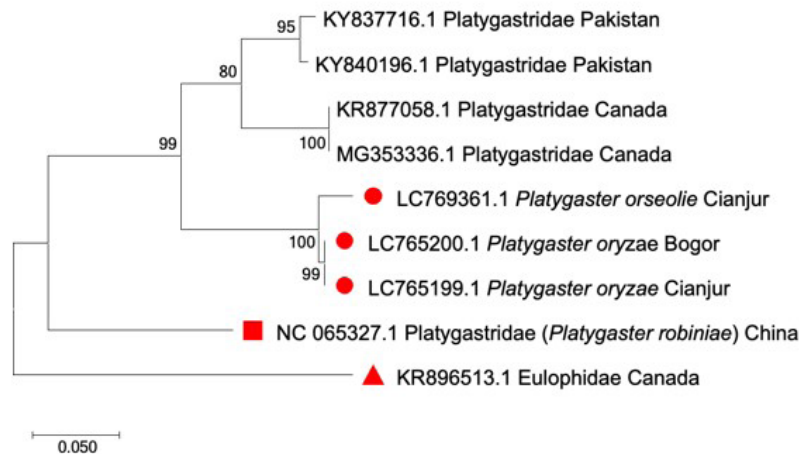 95
KY837716.1 Platygastridae Pakistan
80
KY840196.1 Platygastridae Pakistan
KR877058.1 Platygastridae Canada
99
100
MG353336.1 Platygastridae Canada
LC769361.1 Platygaster orseolie Cianjur
100
LC765200.1 Platygaster oryzae Bogor
99
LC765199.1 Platygaster oryzae Cianjur
NC 065327.1 Platygastridae (Platygaster robiniae) China
KR896513.1 Eulophidae Canada
0.050